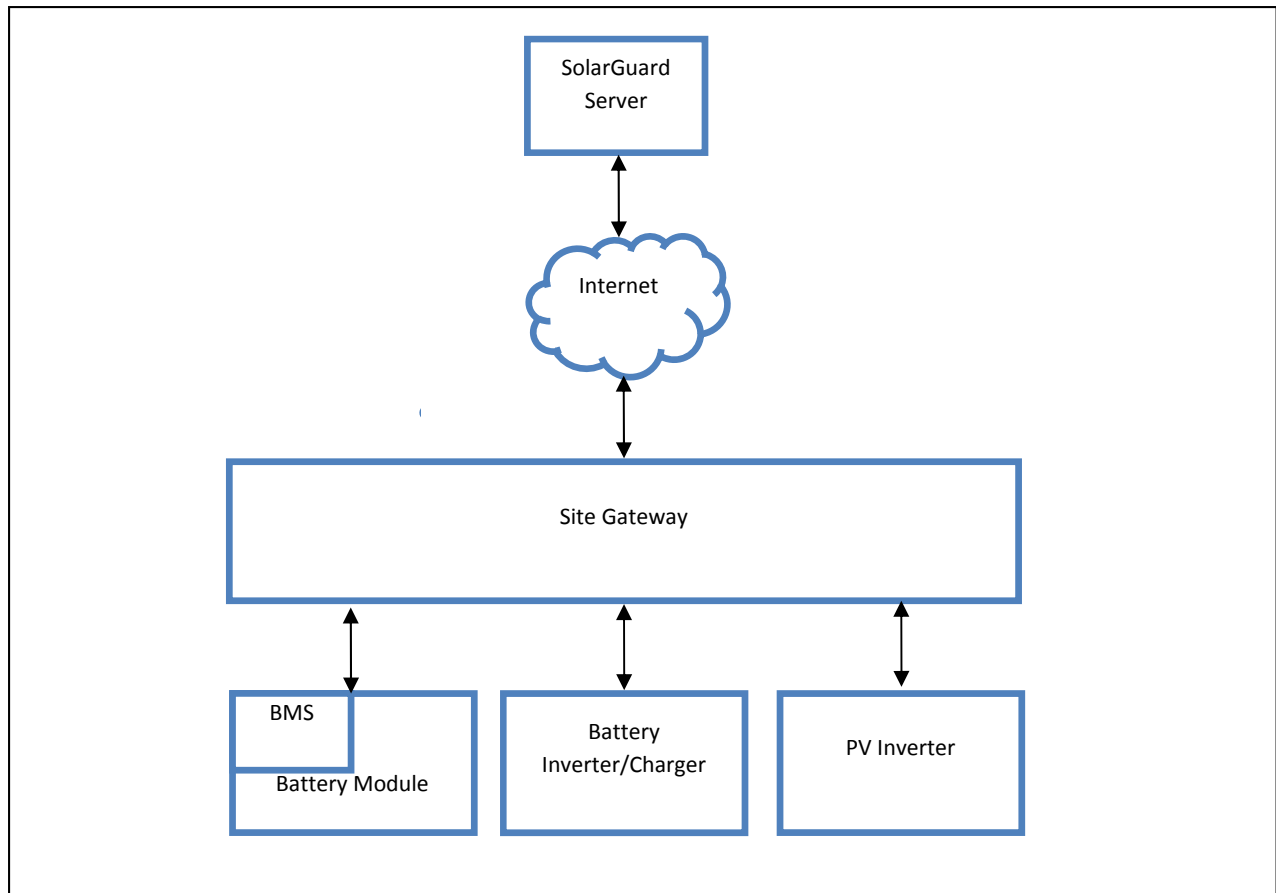 SolarGuard
Server
Internet
Site Gateway
BMS
Battery Module
Battery
Inverter/Charger
PV Inverter